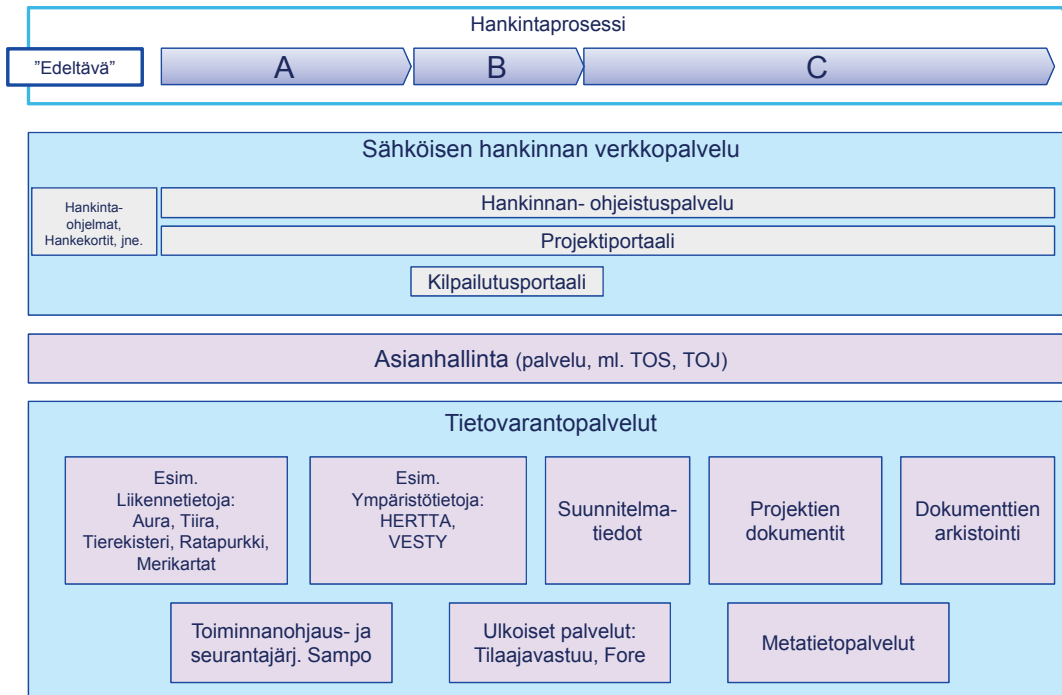 Hankintaprosessi
"Edeltävä"
A
B
C
Sähköisen hankinnan verkkopalvelu
Hankinta-
ohjelmat,
Hankekortit, jne.
Hankinnan- ohjeistuspalvelu
Projektiportaali
Kilpailutusportaali
Asianhallinta (palvelu, ml. TOS, TOJ)
Tietovarantopalvelut
Esim.
Liikennetietoja:
Aura, Tiira,
Tierekisteri, Ratapurkki,
Merikartat
Esim.
Ympäristötietoja:
HERTTA,
VESTY
Suunnitelma-
tiedot
Projektien
dokumentit
Dokumenttien
arkistointi
Toiminnanohjaus- ja
seurantajärj. Sampo
Ulkoiset palvelut:
Tilaajavastuu, Fore
Metatietopalvelut